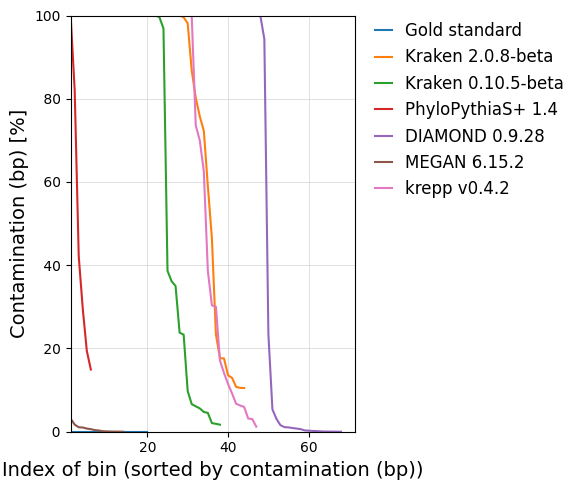 100
80
60
40
20
0
20
40
60
Contamination (bp) [%]
Index of bin (sorted by contamination (bp))
Gold standard
Kraken 2.0.8-beta
Kraken 0.10.5-beta
PhyloPythiaS+ 1.4
DIAMOND 0.9.28
MEGAN 6.15.2
krepp v0.4.2